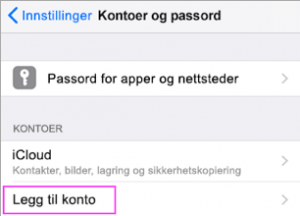 Innstillinger Kontoer og passord
Passord for apper og nettsteder
KONTOER
iCloud
Kontakter, bilder, lagring og sikkerhetskopiering
Legg til konto